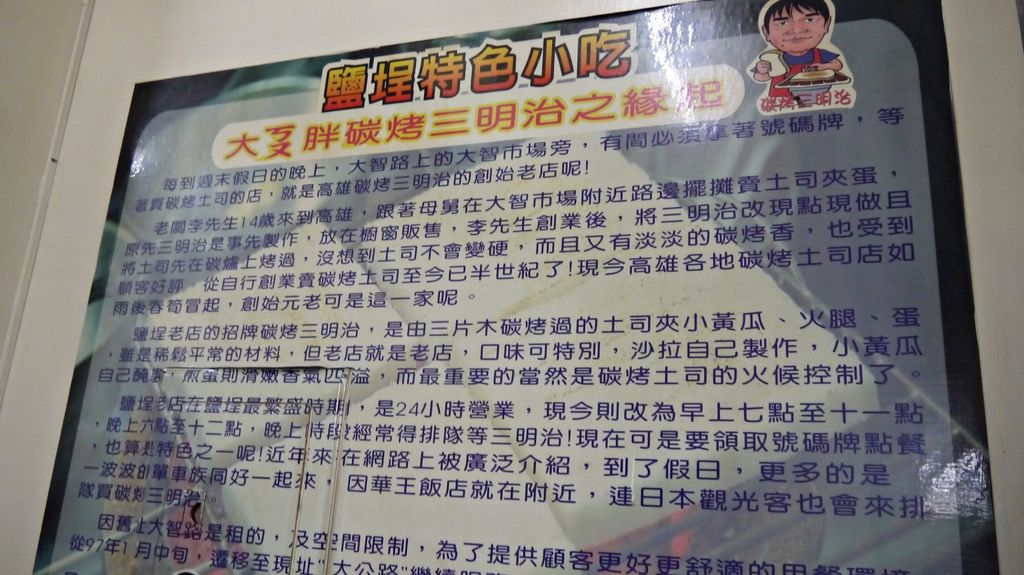 鹽埕特色小吃
大胖碳烤三明治之緣起
碳烤三明治
每到週末假日的晚上，大智路上的大智市場旁，有間必須拿著號碼牌，等
著買碳烤土司的店，就是高雄碳烤三明治的創始老店呢！
老闆李先生14歲來到高雄，跟著母舅在大智市場附近路邊擺攤賣土司夾蛋，
原先三明治是事先製作，放在櫥窗販售，李先生創業後，將三明治改現點現做且
將土司先在碳爐上烤過，沒想到土司不會變硬，而且又有淡淡的碳烤香，也受到
顧客好評。從自行創業賣碳烤土司至今已半世紀了！現今高雄各地碳烤土司店如
雨後春筍冒起，創始元老可是這一家呢。
鹽埕老店的招牌碳烤三明治，是由三片木碳烤過的土司夾小黃瓜、火腿、蛋
，雖是稀鬆平常的材料，但老店就是老店，口味可特別，沙拉自己製作，小黃瓜
自己醃製，煎蛋則滑嫩香氣四溢，而最重要的當然是碳烤土司的火候控制了。
鹽埕老店在鹽埕最繁盛時期，是24小時營業，現今則改為早上七點至十一點
，晚上六點至十二點，晚上時段經常得排隊等三明治！現在可是要領取號碼牌點餐
，也算是特色之一呢！近年來在網路上被廣泛介紹，到了假日，更多的是
一波波的單車族同好一起來，因華王飯店就在附近，連日本觀光客也會來排
隊買碳烤三明治。
因舊大智路是租的，及空間限制，為了提供顧客更好更舒適的用餐環境
從97年1月中旬，遷移至現址"大公路"繼續服